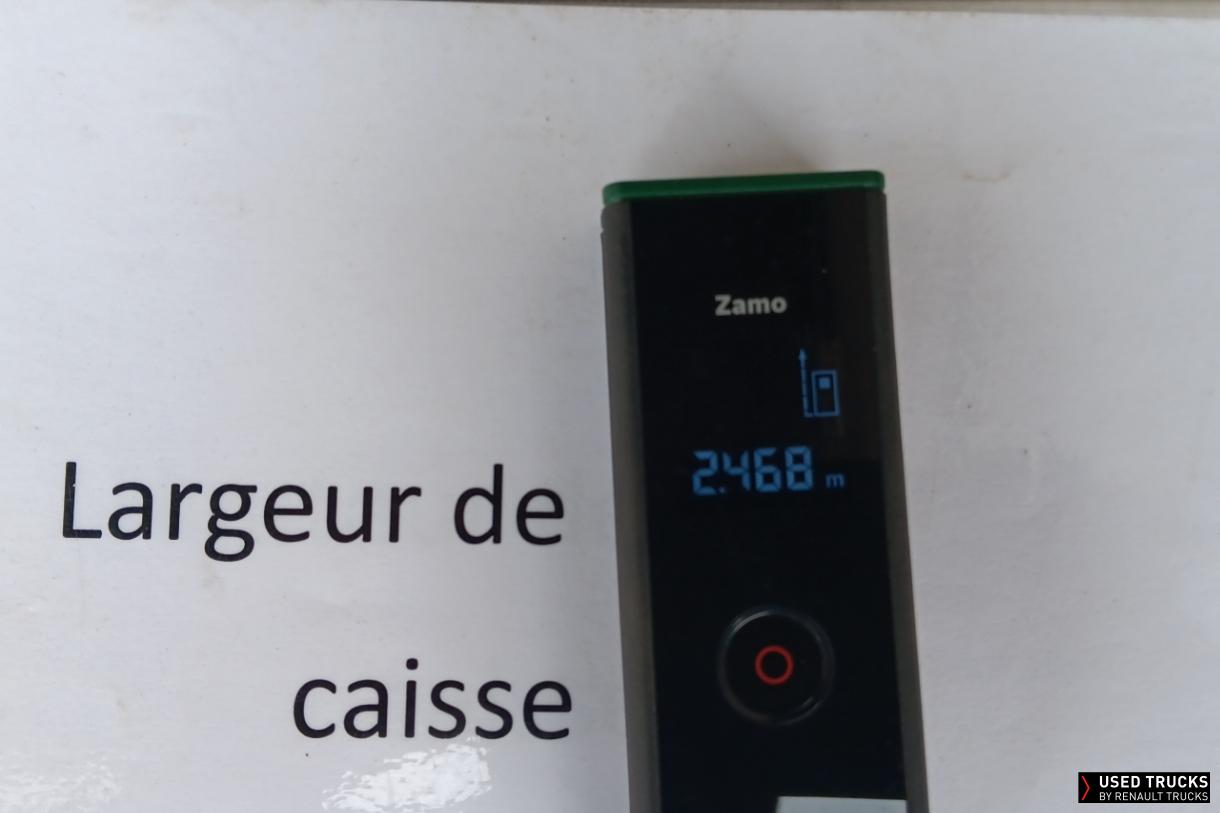 Zamo
2.468 m
Largeur de
caisse
USED TRUCKS
BY RENAULT TRUCKS